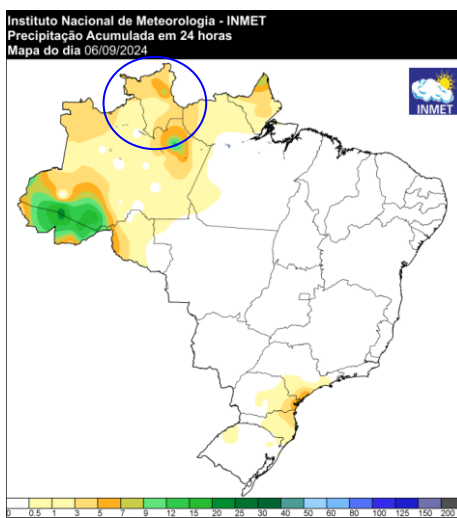 Instituto Nacional de Meteorologia - INMET
Precipitação Acumulada em 24 horas
Mapa do dia 06/09/2024
INMET
0 0.5 1 3 5 7 9 12 15 20 25 30 40 50 60 80 100 125 150 200